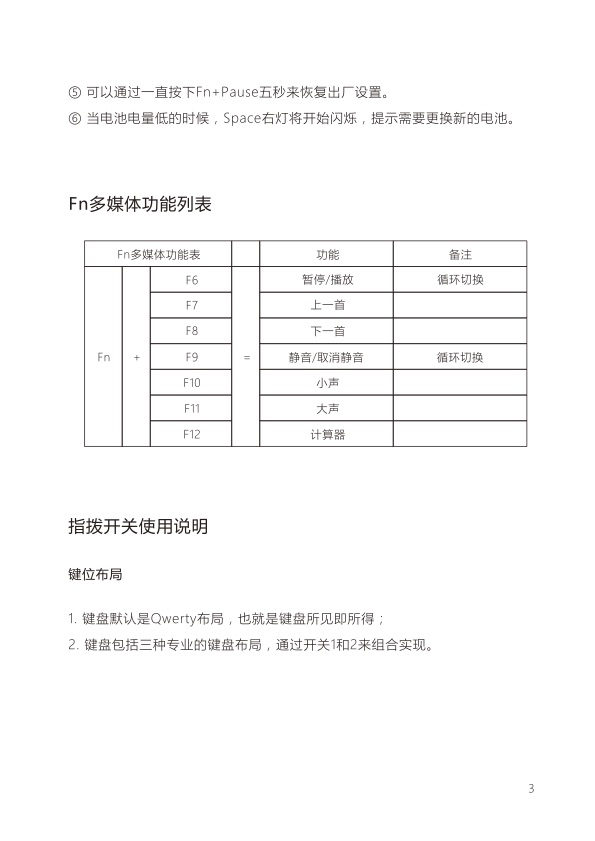 ⑤ 可以通过一直按下Fn+Pause五秒来恢复出厂设置。
⑥ 当电池电量低的时候，Space右灯将开始闪烁，提示需要更换新的电池。
Fn多媒体功能列表
Fn多媒体功能表 功能 备注
F6 暂停/播放 循环切换
F7 上一首
F8 下一首
Fn + F9 = 静音/取消静音 循环切换
F10 小声
F11 大声
F12 计算器
指拨开关使用说明
键位布局
1. 键盘默认是Qwerty布局，也就是键盘所见即所得；
2. 键盘包括三种专业的键盘布局，通过开关1和2来组合实现。
3